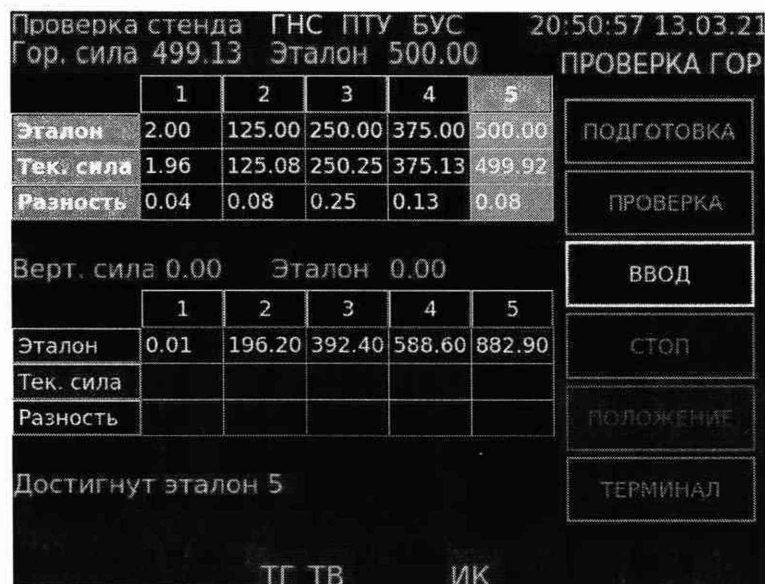 Проверка стенда ГНС ПТУ БУС 20:50:57 13.03.21
Гор. сила 499.13 Эталон 500.00 ПРОВЕРКА ГОР
1 2 3 4 5
Эталон 2.00 125.00 250.00 375.00 500.00
Тек. сила 1.96 125.08 250.25 375.13 499.92
Разность 0.04 0.08 0.25 0.13 0.08
ПОДГОТОВКА
ПРОВЕРКА
Верт. сила 0.00 Эталон 0.00
ВВОД
1 2 3 4 5
Эталон 0.01 196.20 392.40 588.60 882.90
Тек. сила
Разность
СТОП
ПОЛОЖЕНИЕ
Достигнут эталон 5
ТЕРМИНАЛ
ТГ ТВ ИК